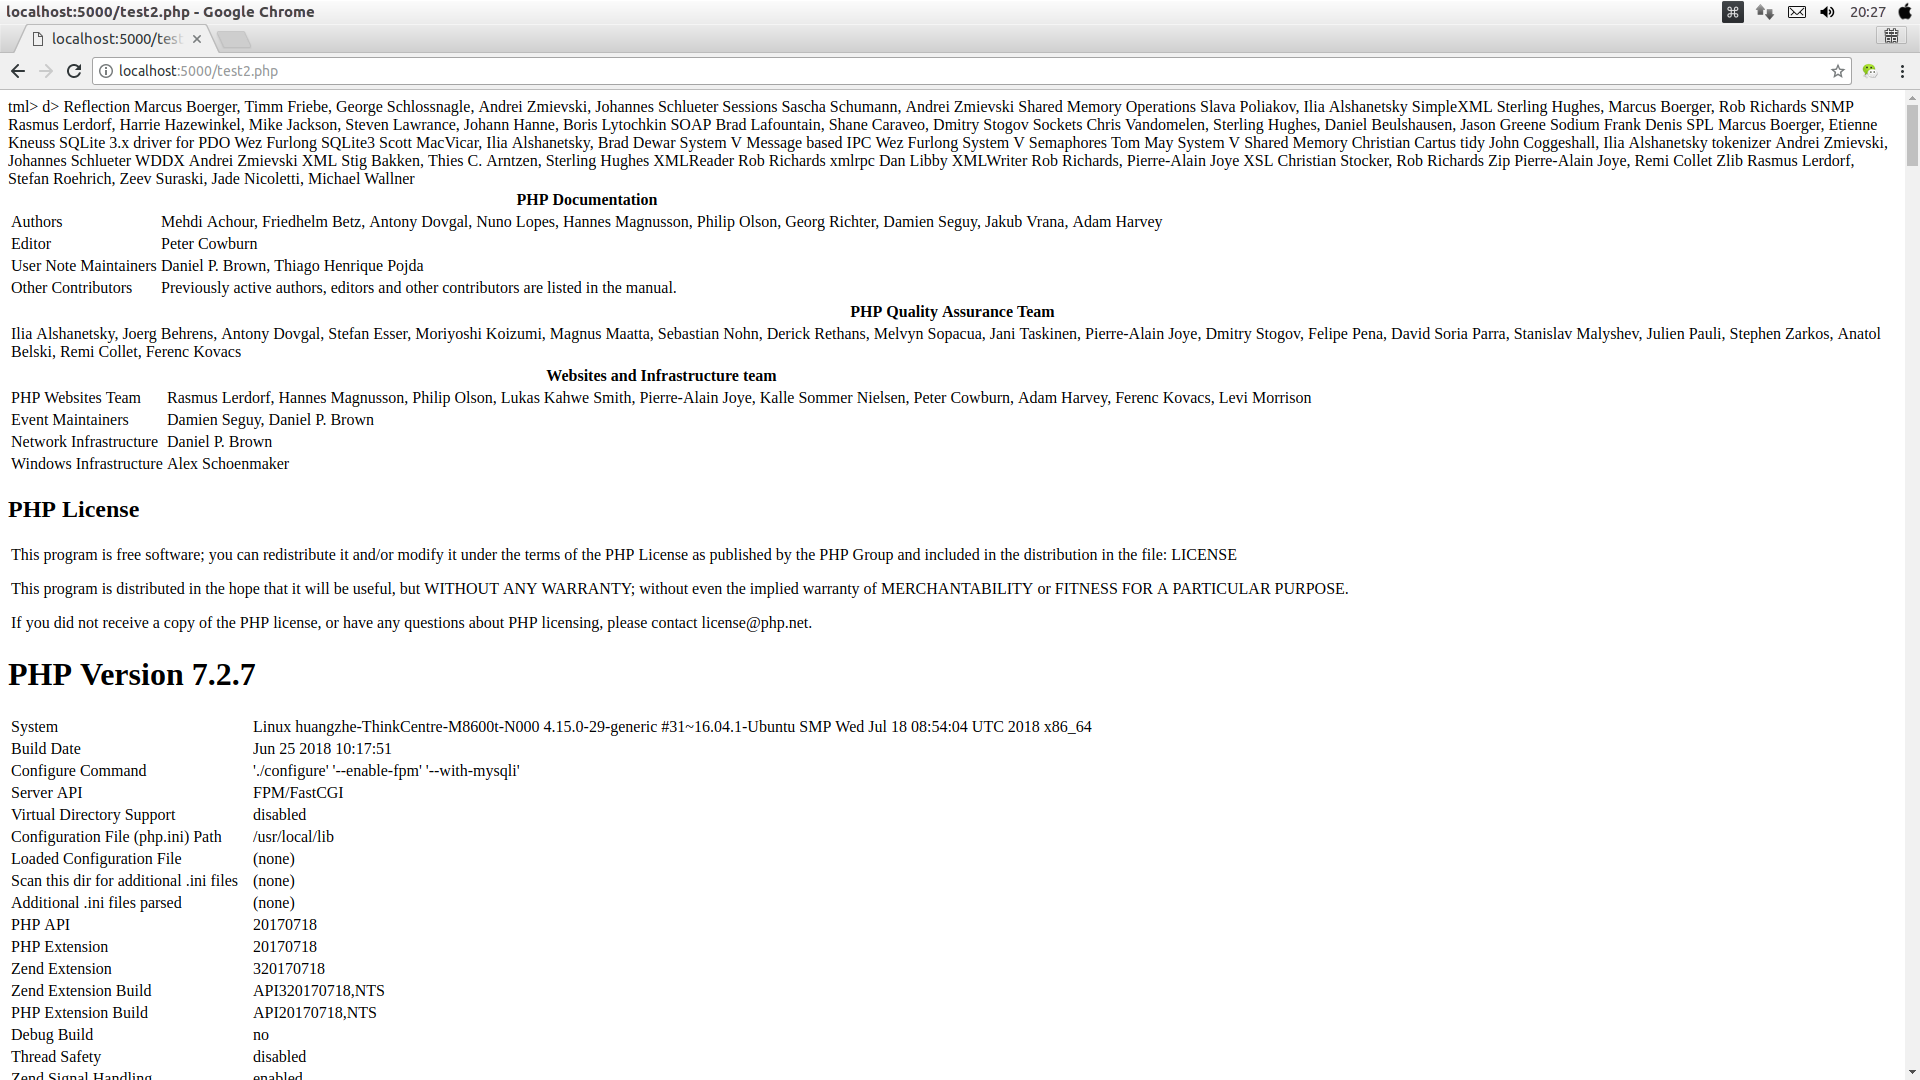 localhost:5000/test2.php - Google Chrome
20:27
localhost:5000/test
localhost:5000/test2.php
tml> d> Reflection Marcus Boerger, Timm Friebe, George Schlossnagle, Andrei Zmievski, Johannes Schlueter Sessions Sascha Schumann, Andrei Zmievski Shared Memory Operations Slava Poliakov, Ilia Alshanetsky SimpleXML Sterling Hughes, Marcus Boerger, Rob Richards SNMP
Rasmus Lerdorf, Harrie Hazewinkel, Mike Jackson, Steven Lawrance, Johann Hanne, Boris Lytochkin SOAP Brad Lafountain, Shane Caraveo, Dmitry Stogov Sockets Chris Vandomelen, Sterling Hughes, Daniel Beulshausen, Jason Greene Sodium Frank Denis SPL Marcus Boerger, Etienne
Kneuss SQLite 3.x driver for PDO Wez Furlong SQLite3 Scott MacVicar, Ilia Alshanetsky, Brad Dewar System V Message based IPC Wez Furlong System V Semaphores Tom May System V Shared Memory Christian Cartus tidy John Coggeshall, Ilia Alshanetsky tokenizer Andrei Zmievski,
Johannes Schlueter WDDX Andrei Zmievski XML Stig Bakken, Thies C. Arntzen, Sterling Hughes XMLReader Rob Richards xmlrpc Dan Libby XMLWriter Rob Richards, Pierre-Alain Joye XSL Christian Stocker, Rob Richards Zip Pierre-Alain Joye, Remi Collet Zlib Rasmus Lerdorf,
Stefan Roehrich, Zeev Suraski, Jade Nicoletti, Michael Wallner
PHP Documentation
Authors Mehdi Achour, Friedhelm Betz, Antony Dovgal, Nuno Lopes, Hannes Magnusson, Philip Olson, Georg Richter, Damien Seguy, Jakub Vrana, Adam Harvey
Editor Peter Cowburn
User Note Maintainers Daniel P. Brown, Thiago Henrique Pojda
Other Contributors Previously active authors, editors and other contributors are listed in the manual.
PHP Quality Assurance Team
Ilia Alshanetsky, Joerg Behrens, Antony Dovgal, Stefan Esser, Moriyoshi Koizumi, Magnus Maatta, Sebastian Nohn, Derick Rethans, Melvyn Sopacua, Jani Taskinen, Pierre-Alain Joye, Dmitry Stogov, Felipe Pena, David Soria Parra, Stanislav Malyshev, Julien Pauli, Stephen Zarkos, Anatol
Belski, Remi Collet, Ferenc Kovacs
Websites and Infrastructure team
PHP Websites Team Rasmus Lerdorf, Hannes Magnusson, Philip Olson, Lukas Kahwe Smith, Pierre-Alain Joye, Kalle Sommer Nielsen, Peter Cowburn, Adam Harvey, Ferenc Kovacs, Levi Morrison
Event Maintainers Damien Seguy, Daniel P. Brown
Network Infrastructure Daniel P. Brown
Windows Infrastructure Alex Schoenmaker
PHP License
This program is free software; you can redistribute it and/or modify it under the terms of the PHP License as published by the PHP Group and included in the distribution in the file: LICENSE
This program is distributed in the hope that it will be useful, but WITHOUT ANY WARRANTY; without even the implied warranty of MERCHANTABILITY or FITNESS FOR A PARTICULAR PURPOSE.
If you did not receive a copy of the PHP license, or have any questions about PHP licensing, please contact license@php.net.
PHP Version 7.2.7
System Linux huangzhe-ThinkCentre-M8600t-N000 4.15.0-29-generic #31~16.04.1-Ubuntu SMP Wed Jul 18 08:54:04 UTC 2018 x86_64
Build Date Jun 25 2018 10:17:51
Configure Command './configure' '--enable-fpm' '--with-mysqli'
Server API FPM/FastCGI
Virtual Directory Support disabled
Configuration File (php.ini) Path /usr/local/lib
Loaded Configuration File (none)
Scan this dir for additional .ini files (none)
Additional .ini files parsed (none)
PHP API 20170718
PHP Extension 20170718
Zend Extension 320170718
Zend Extension Build API320170718,NTS
PHP Extension Build API20170718,NTS
Debug Build no
Thread Safety disabled
Zend Signal Handling enabled